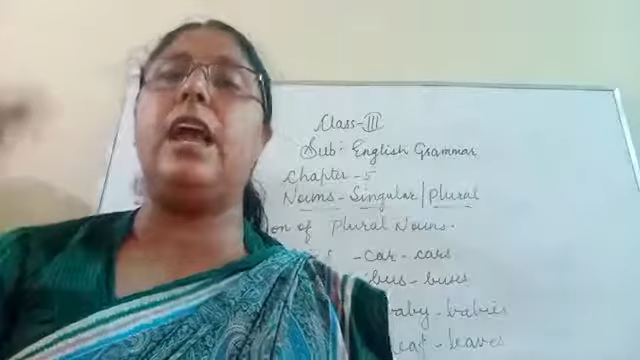 Class-III
Sub: English Grammar
Chapter-5
Nouns-Singular/Plural
on of Plural Nouns.
-car-cars
bus-buses
aby-babies
-leaves